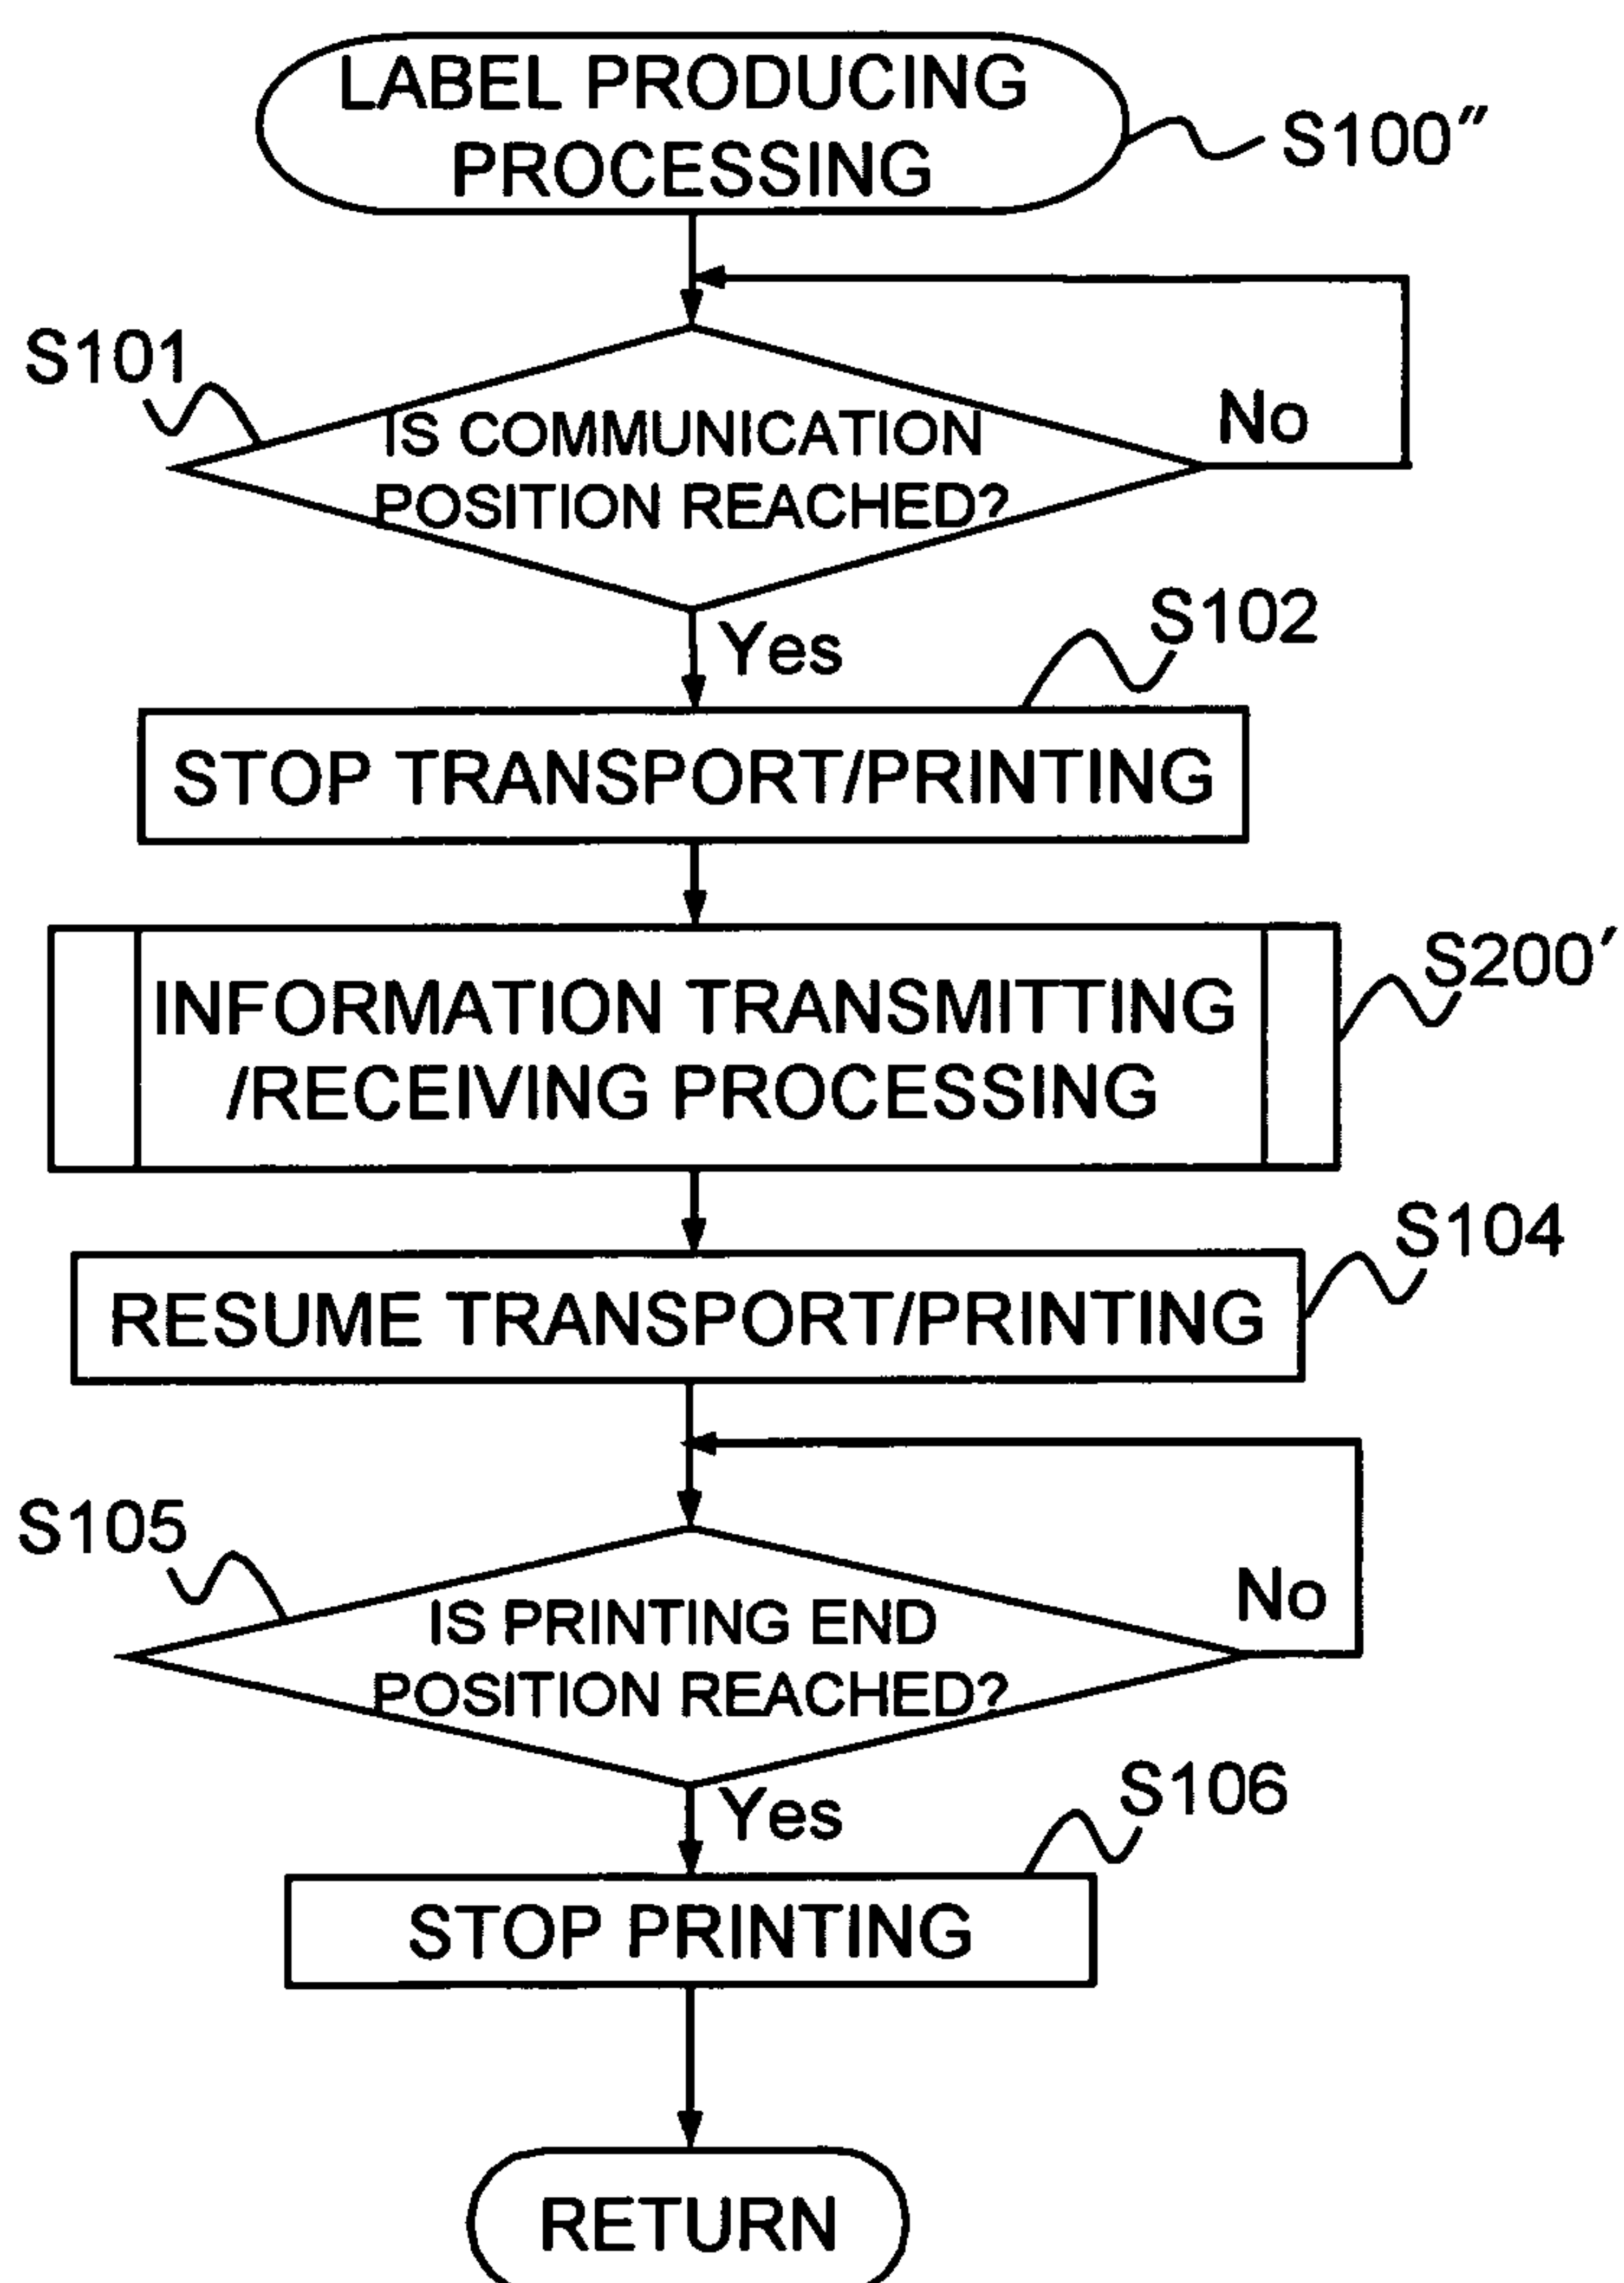 LABEL PRODUCING
PROCESSING
S100″
S101
IS COMMUNICATION
POSITION REACHED?
No
Yes
S102
STOP TRANSPORT/PRINTING
S200′
INFORMATION TRANSMITTING
/RECEIVING PROCESSING
S104
RESUME TRANSPORT/PRINTING
S105
IS PRINTING END
POSITION REACHED?
No
Yes
S106
STOP PRINTING
RETURN